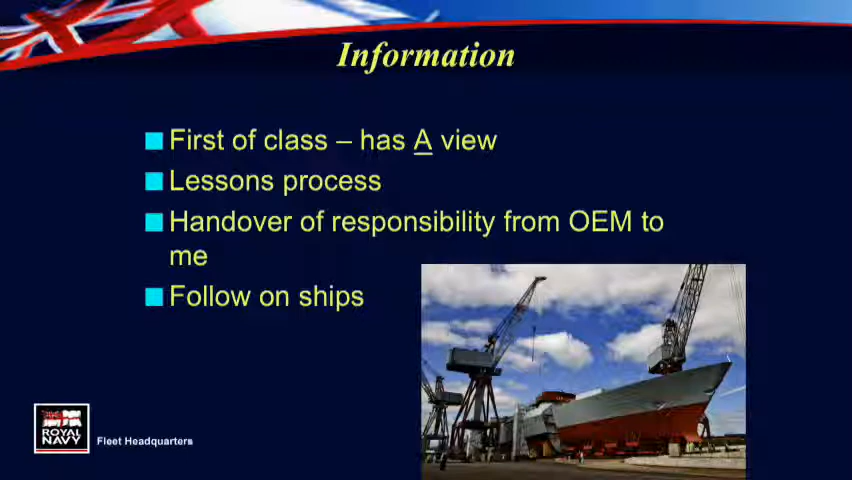 Information
First of class – has A view
Lessons process
Handover of responsibility from OEM to
me
Follow on ships
ROYAL
NAVY
Fleet Headquarters